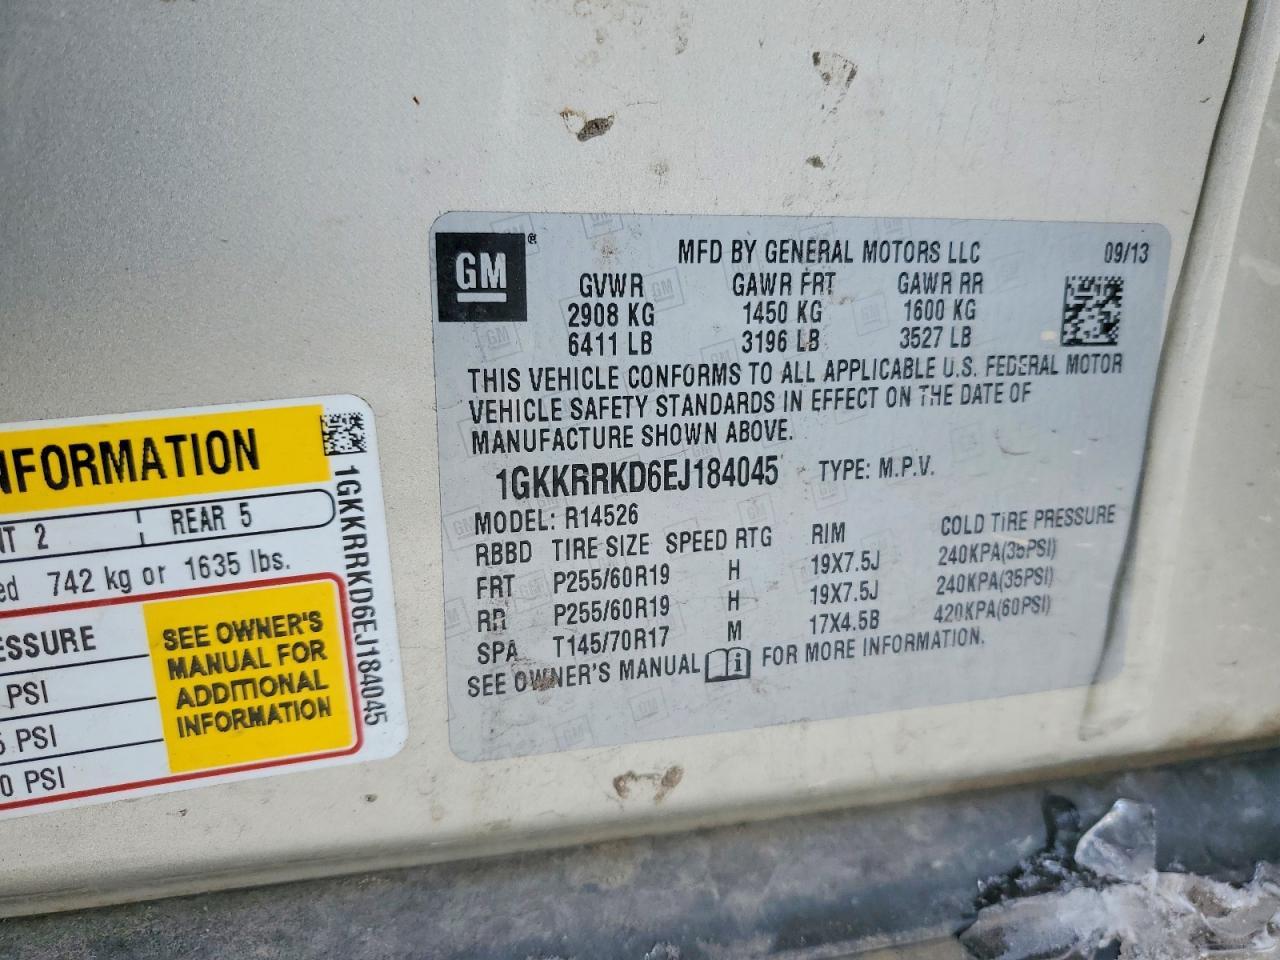 GM®
MFD BY GENERAL MOTORS LLC 09/13
GVWR GAWR FRT GAWR RR
2908 KG 1450 KG 1600 KG
6411 LB 3196 LB 3527 LB
THIS VEHICLE CONFORMS TO ALL APPLICABLE U.S. FEDERAL MOTOR
VEHICLE SAFETY STANDARDS IN EFFECT ON THE DATE OF
MANUFACTURE SHOWN ABOVE.
1GKKRRKD6EJ184045 TYPE: M.P.V.
MODEL: R14526
RBBD TIRE SIZE SPEED RTG RIM COLD TIRE PRESSURE
FRT P255/60R19 H 19X7.5J 240KPA(35PSI)
RR P255/60R19 H 19X7.5J 240KPA(35PSI)
SPA T145/70R17 M 17X4.5B 420KPA(60PSI)
SEE OWNER'S MANUAL FOR MORE INFORMATION.
NFORMATION
NT 2 REAR 5
ed 742 kg or 1635 lbs.
ESSURE
PSI
5 PSI
0 PSI
SEE OWNER'S
MANUAL FOR
ADDITIONAL
INFORMATION
1GKKRRKD6EJ184045